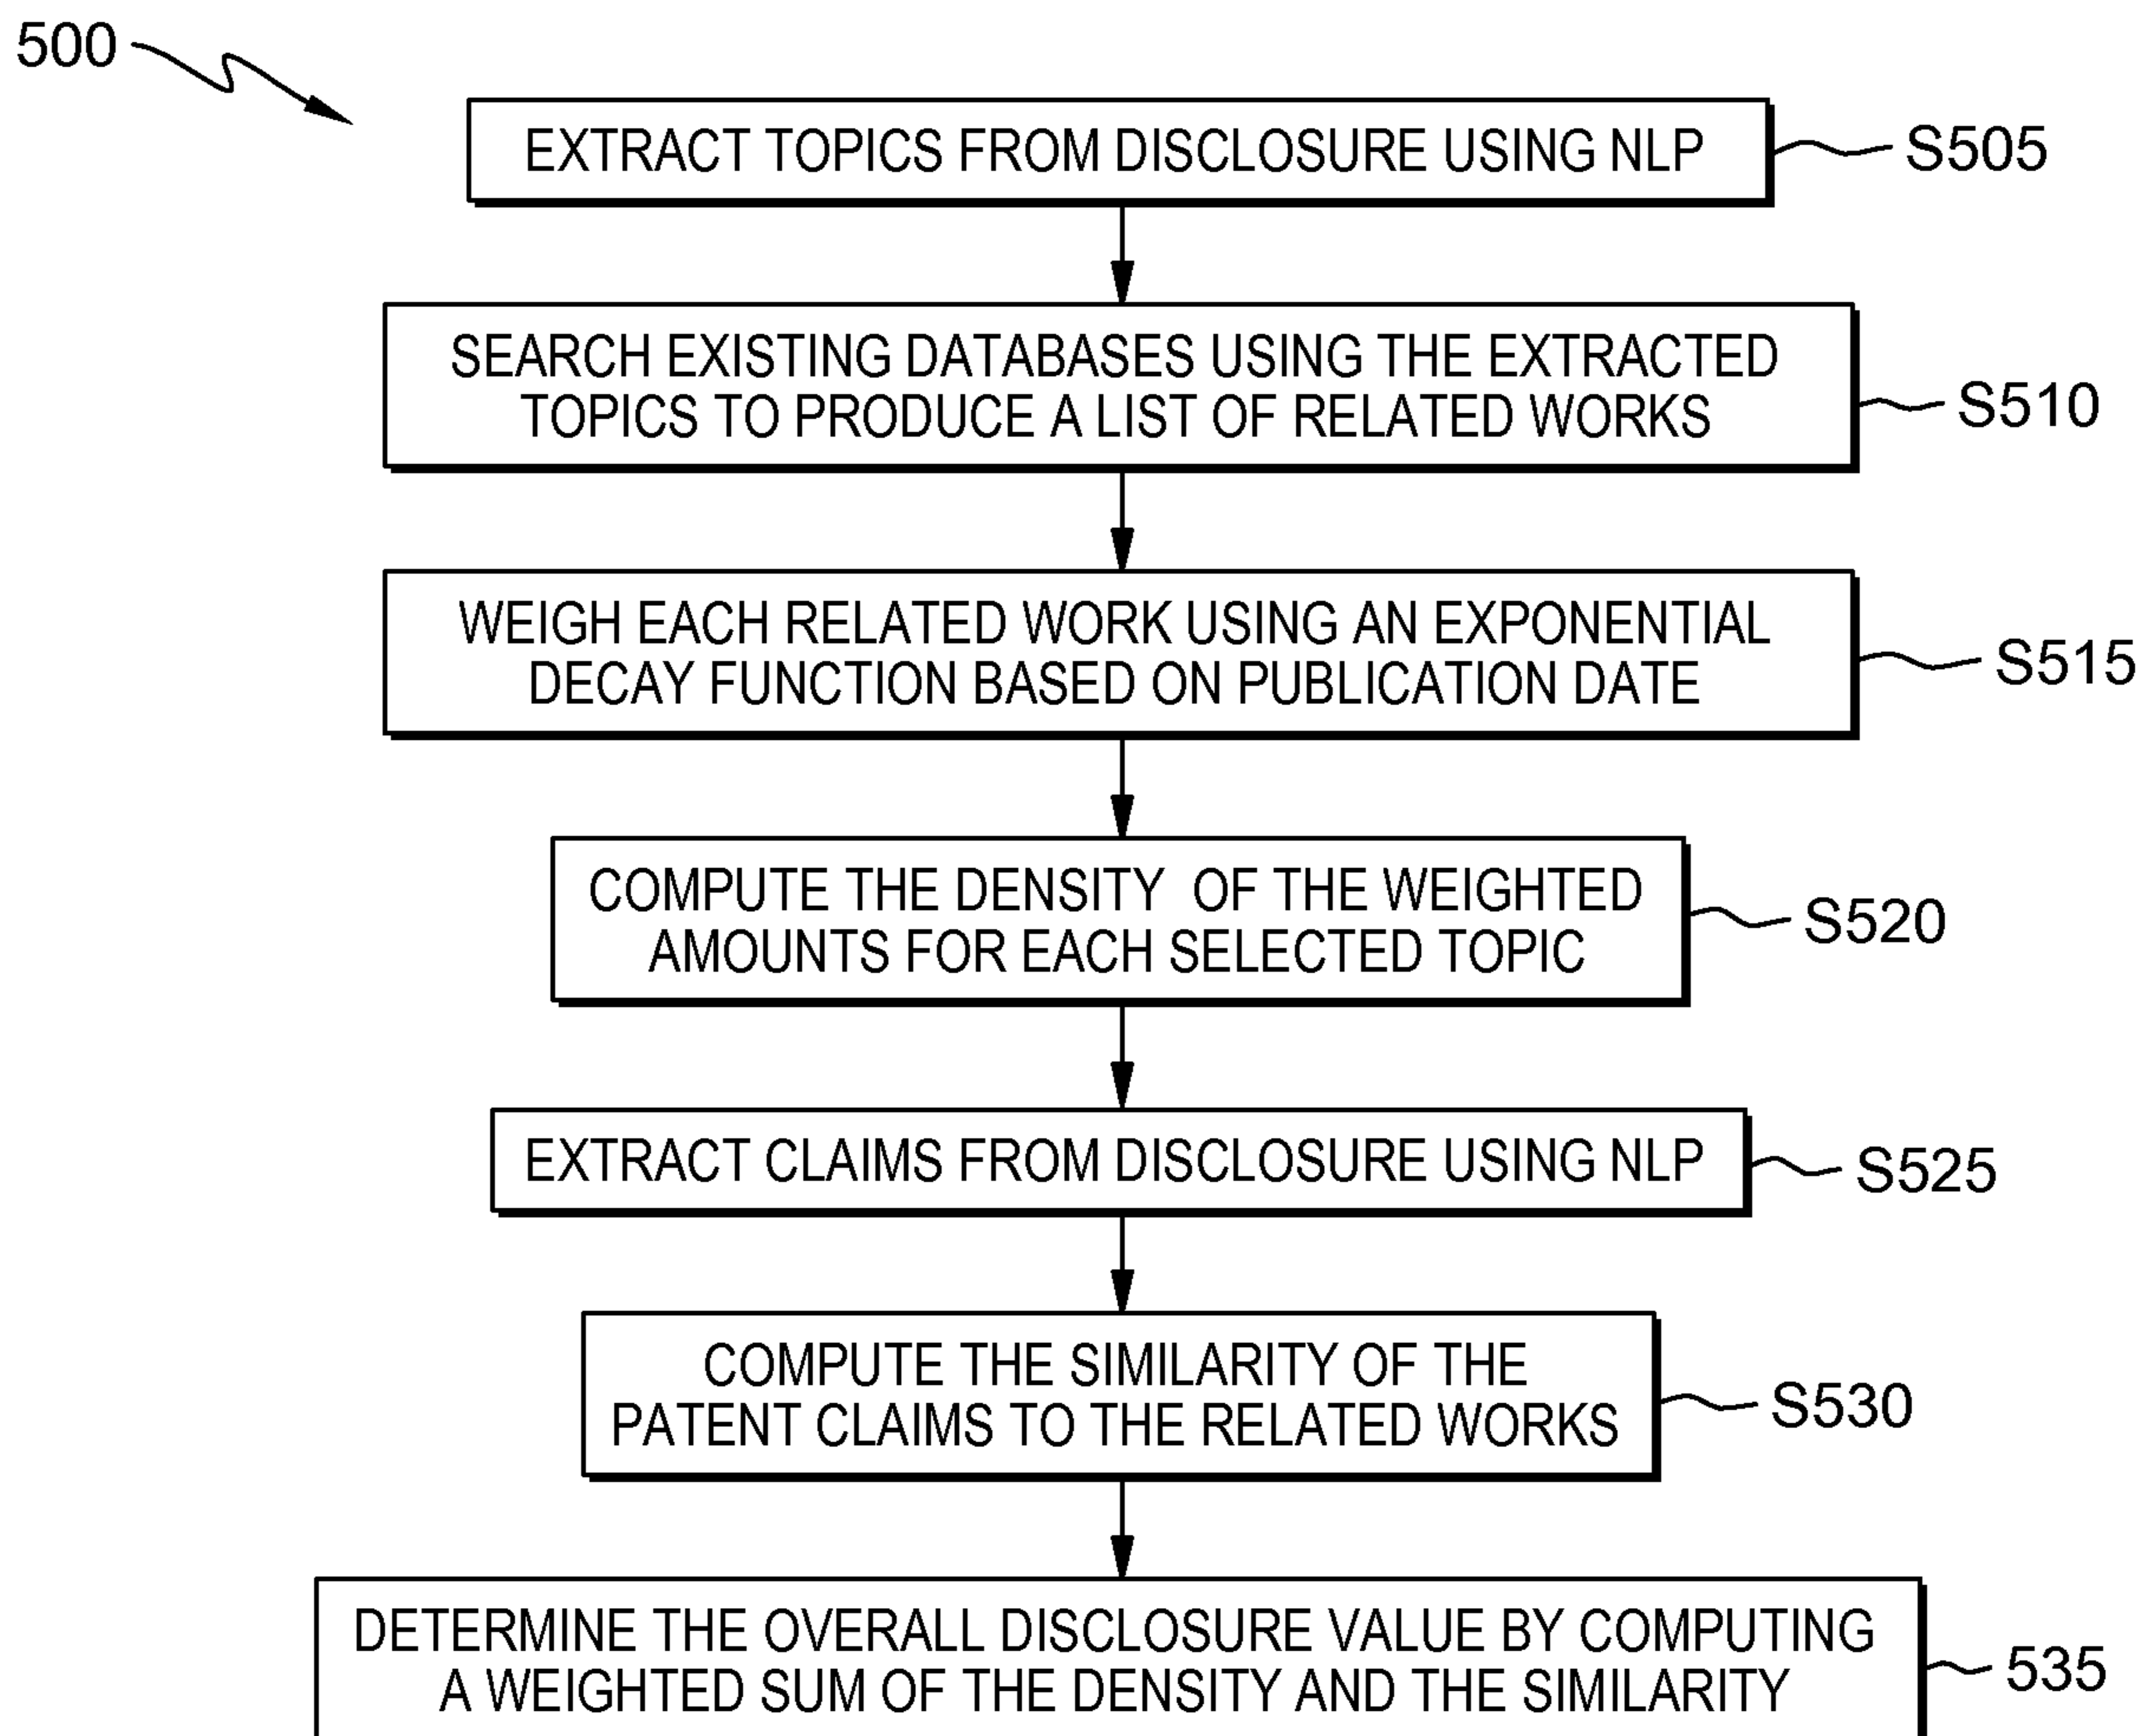 500
EXTRACT TOPICS FROM DISCLOSURE USING NLP
S505
SEARCH EXISTING DATABASES USING THE EXTRACTED
TOPICS TO PRODUCE A LIST OF RELATED WORKS
S510
WEIGH EACH RELATED WORK USING AN EXPONENTIAL
DECAY FUNCTION BASED ON PUBLICATION DATE
S515
COMPUTE THE DENSITY OF THE WEIGHTED
AMOUNTS FOR EACH SELECTED TOPIC
S520
EXTRACT CLAIMS FROM DISCLOSURE USING NLP
S525
COMPUTE THE SIMILARITY OF THE
PATENT CLAIMS TO THE RELATED WORKS
S530
DETERMINE THE OVERALL DISCLOSURE VALUE BY COMPUTING
A WEIGHTED SUM OF THE DENSITY AND THE SIMILARITY
535